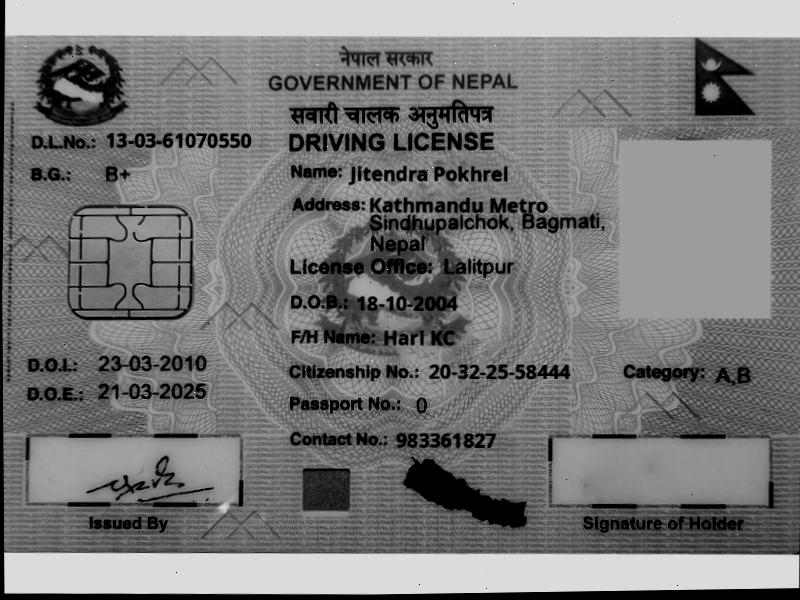 नेपाल सरकार
GOVERNMENT OF NEPAL
सवारी चालक अनुमतिपत्र
DRIVING LICENSE
D.L.No.: 13-03-61070550
B.G.: B+
Name: Jitendra Pokhrel
Address: Kathmandu Metro
Sindhupalchok, Bagmati,
Nepal
License Office: Lalitpur
D.O.B.: 18-10-2004
F/H Name: Hari KC
D.O.I.: 23-03-2010
D.O.E.: 21-03-2025
Citizenship No.: 20-32-25-58444
Category: A,B
Passport No.: 0
Contact No.: 983361827
Issued By
Signature of Holder